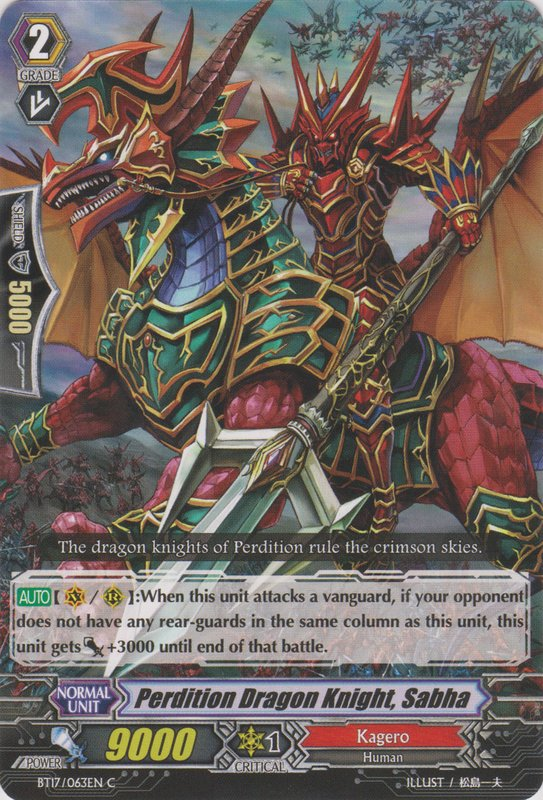 2
GRADE
SHIELD
5000
The dragon knights of Perdition rule the crimson skies.
AUTO【 / 】:When this unit attacks a vanguard, if your opponent
does not have any rear-guards in the same column as this unit, this
unit gets +3000 until end of that battle.
NORMAL
UNIT
Perdition Dragon Knight, Sabha
POWER
9000
1
CRITICAL
Kagero
Human
BT17/063EN C
ILLUST / 松島一夫